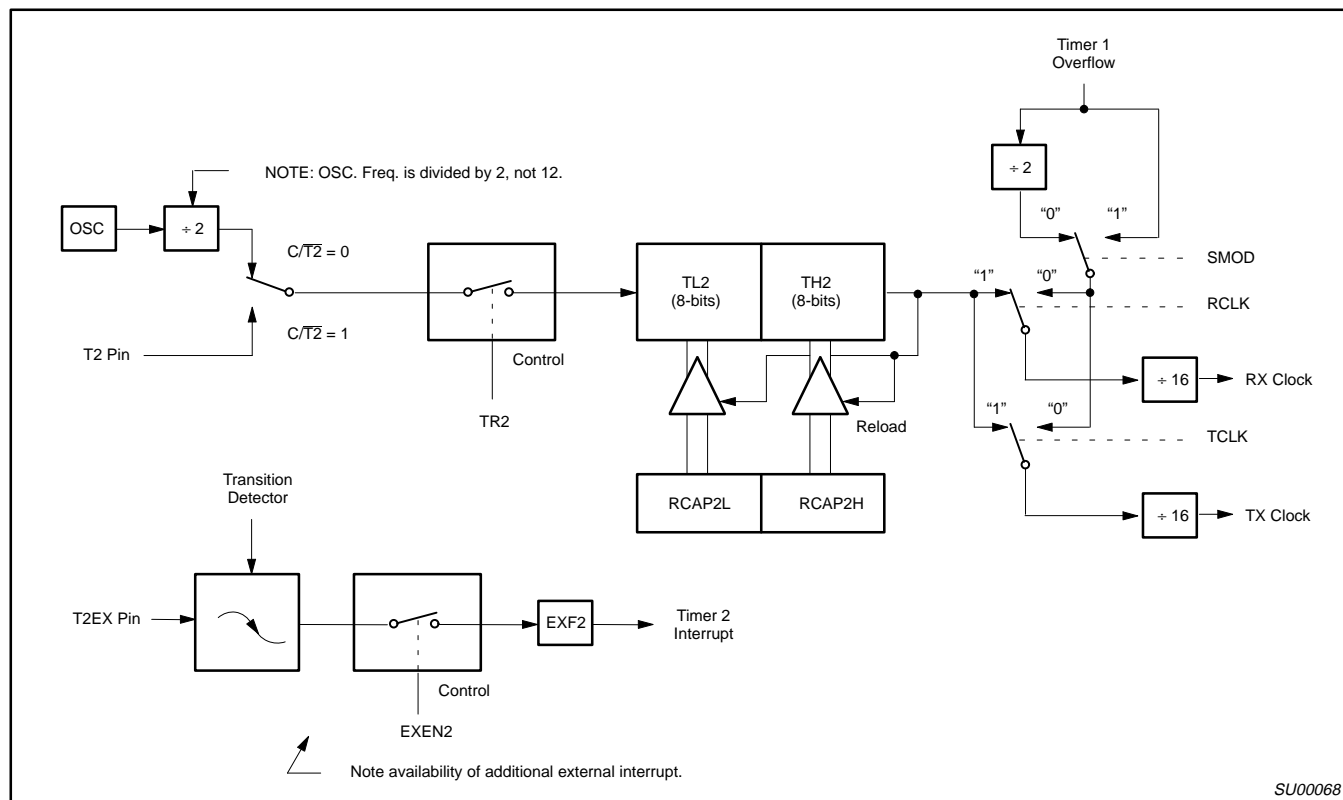 Timer 1
Overflow
NOTE: OSC. Freq. is divided by 2, not 12.
÷ 2
“0”
“1”
OSC
÷ 2
C/T2̅ = 0
SMOD
TL2
(8-bits)
TH2
(8-bits)
“1”
“0”
RCLK
C/T2̅ = 1
T2 Pin
Control
÷ 16
RX Clock
TR2
Reload
“1”
“0”
TCLK
Transition
Detector
RCAP2L
RCAP2H
÷ 16
TX Clock
T2EX Pin
EXF2
Timer 2
Interrupt
Control
EXEN2
Note availability of additional external interrupt.
SU00068